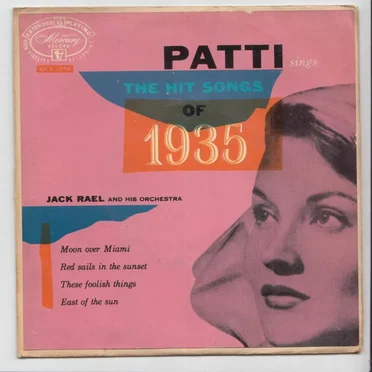 Mercury
PATTI sings
THE HIT SONGS
OF
1935
JACK RAEL AND HIS ORCHESTRA
Moon over Miami
Red sails in the sunset
These foolish things
East of the sun